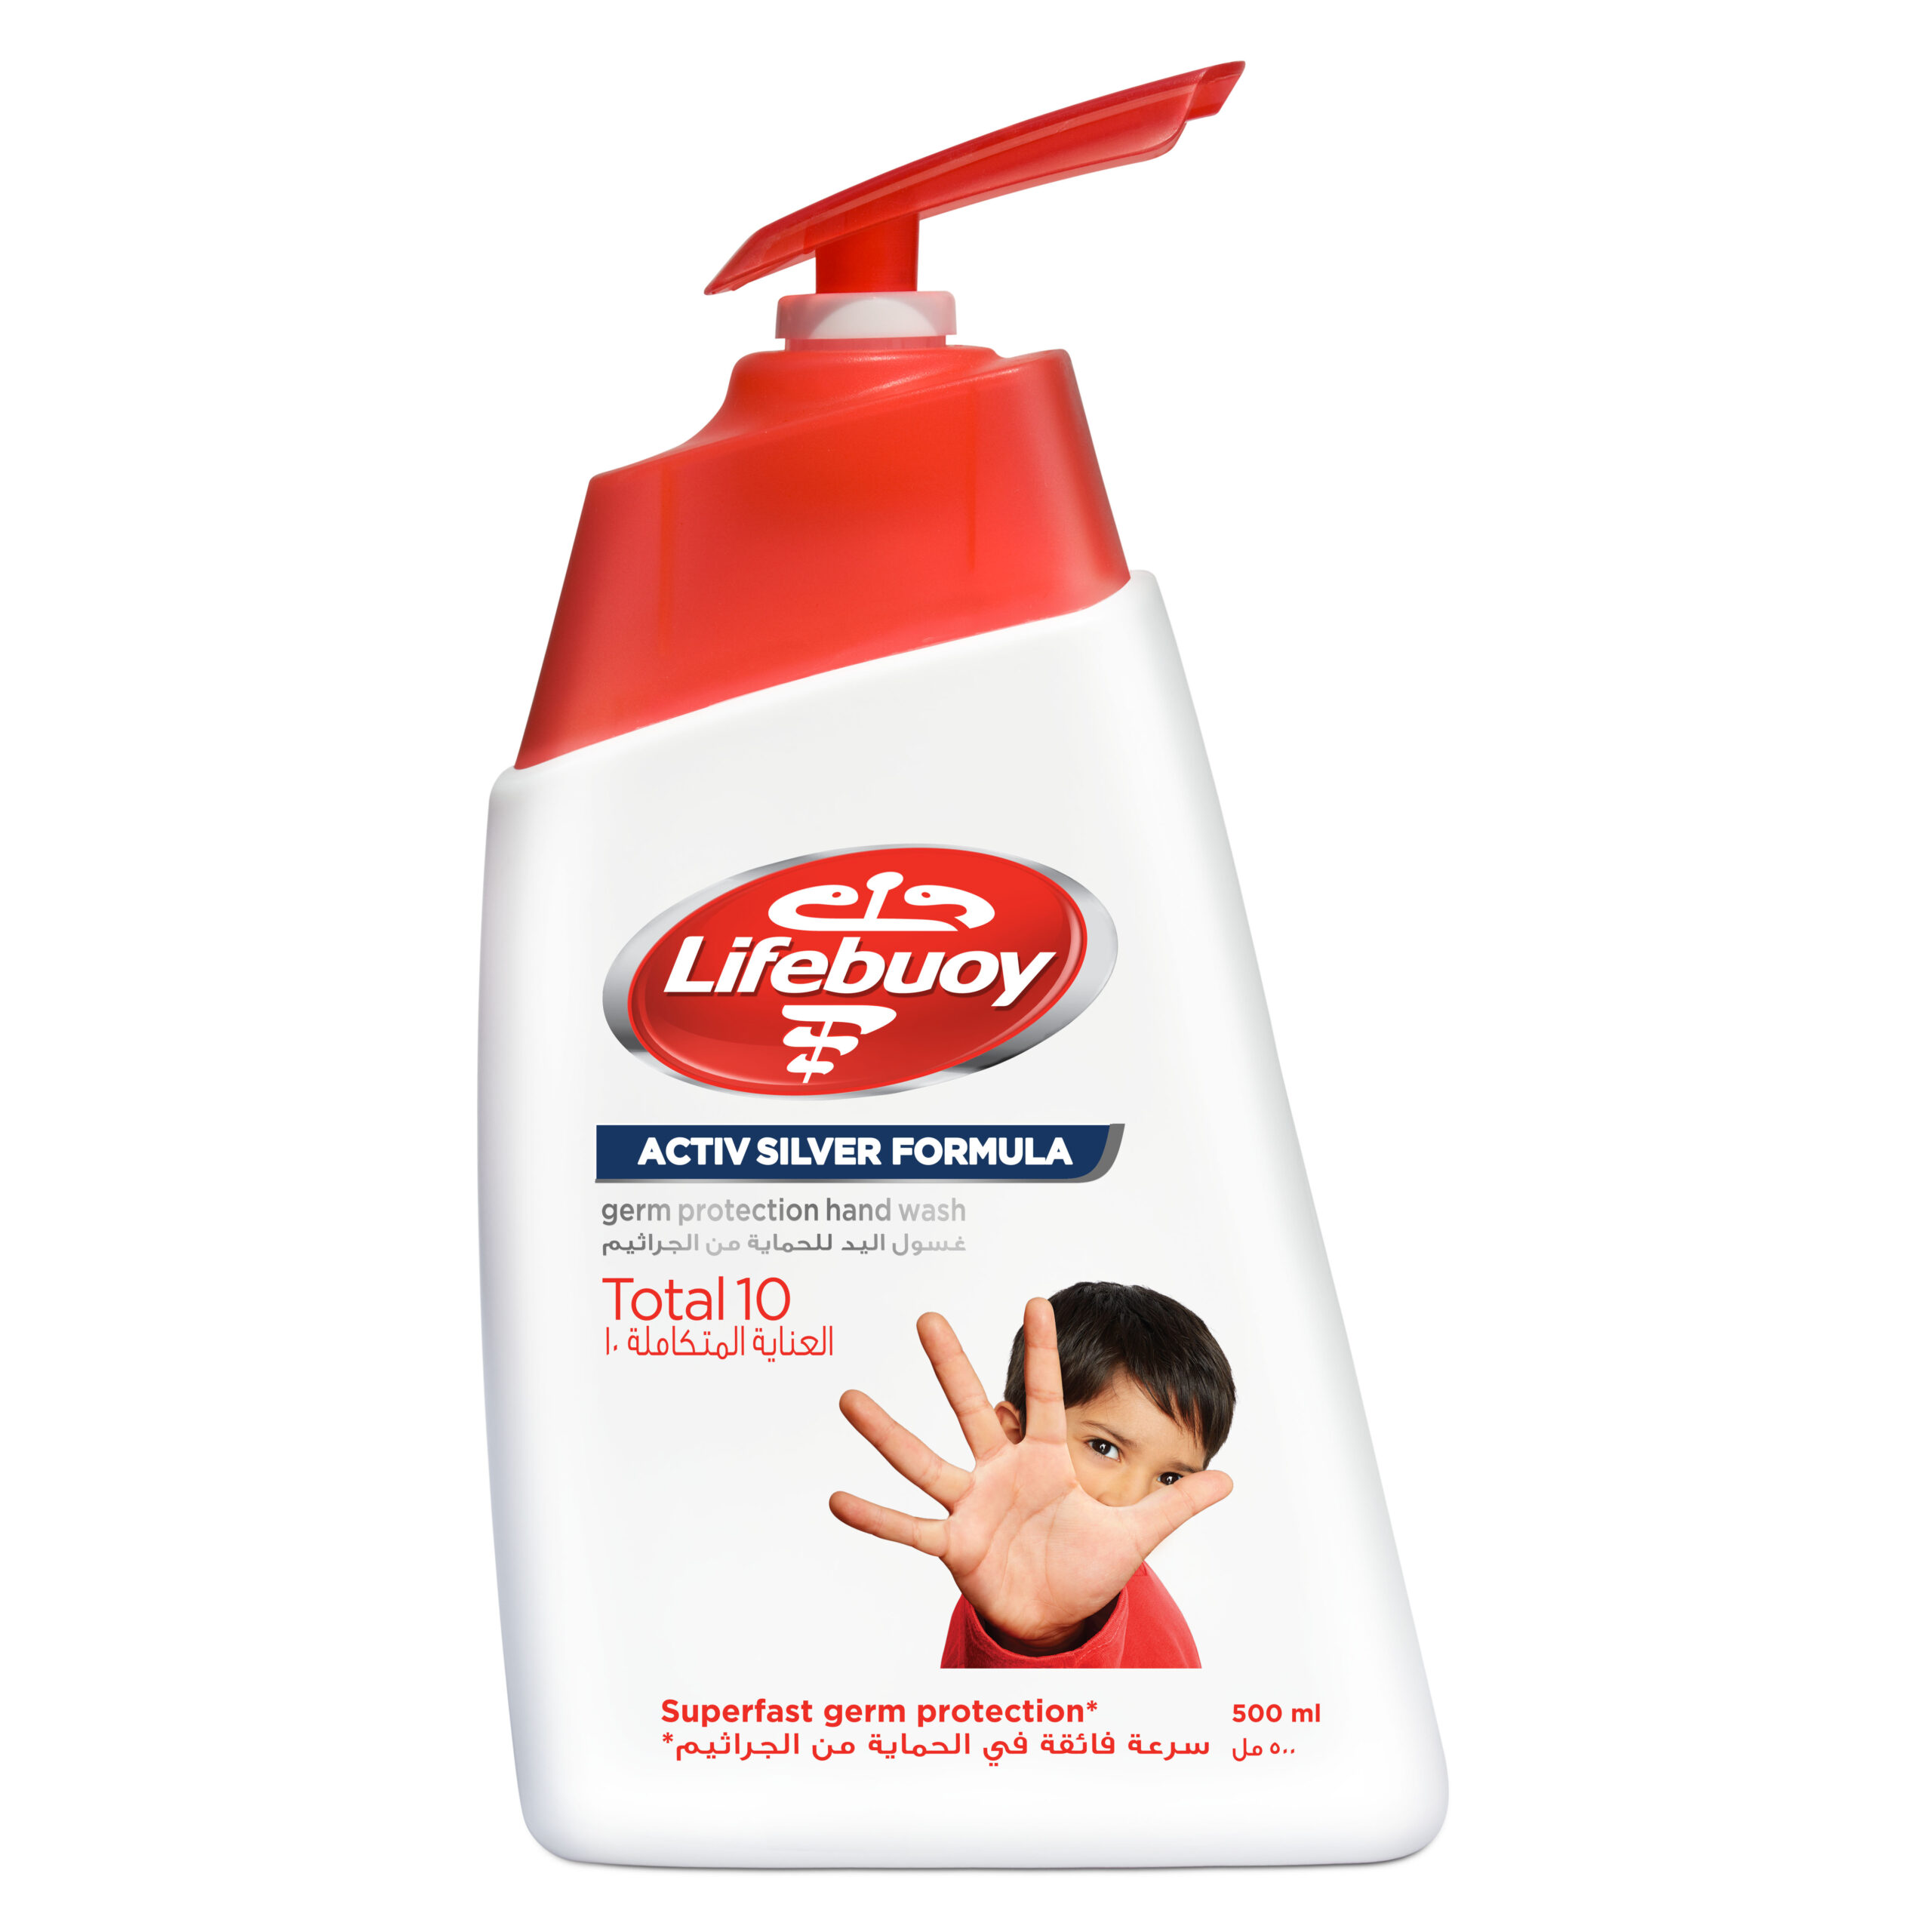 Lifebuoy
ACTIV SILVER FORMULA
germ protection hand wash
غسول اليد للحماية من الجراثيم
Total 10
العناية المتكاملة ١٠
Superfast germ protection*
سرعة فائقة في الحماية من الجراثيم*
500 ml
٥٠٠ مل